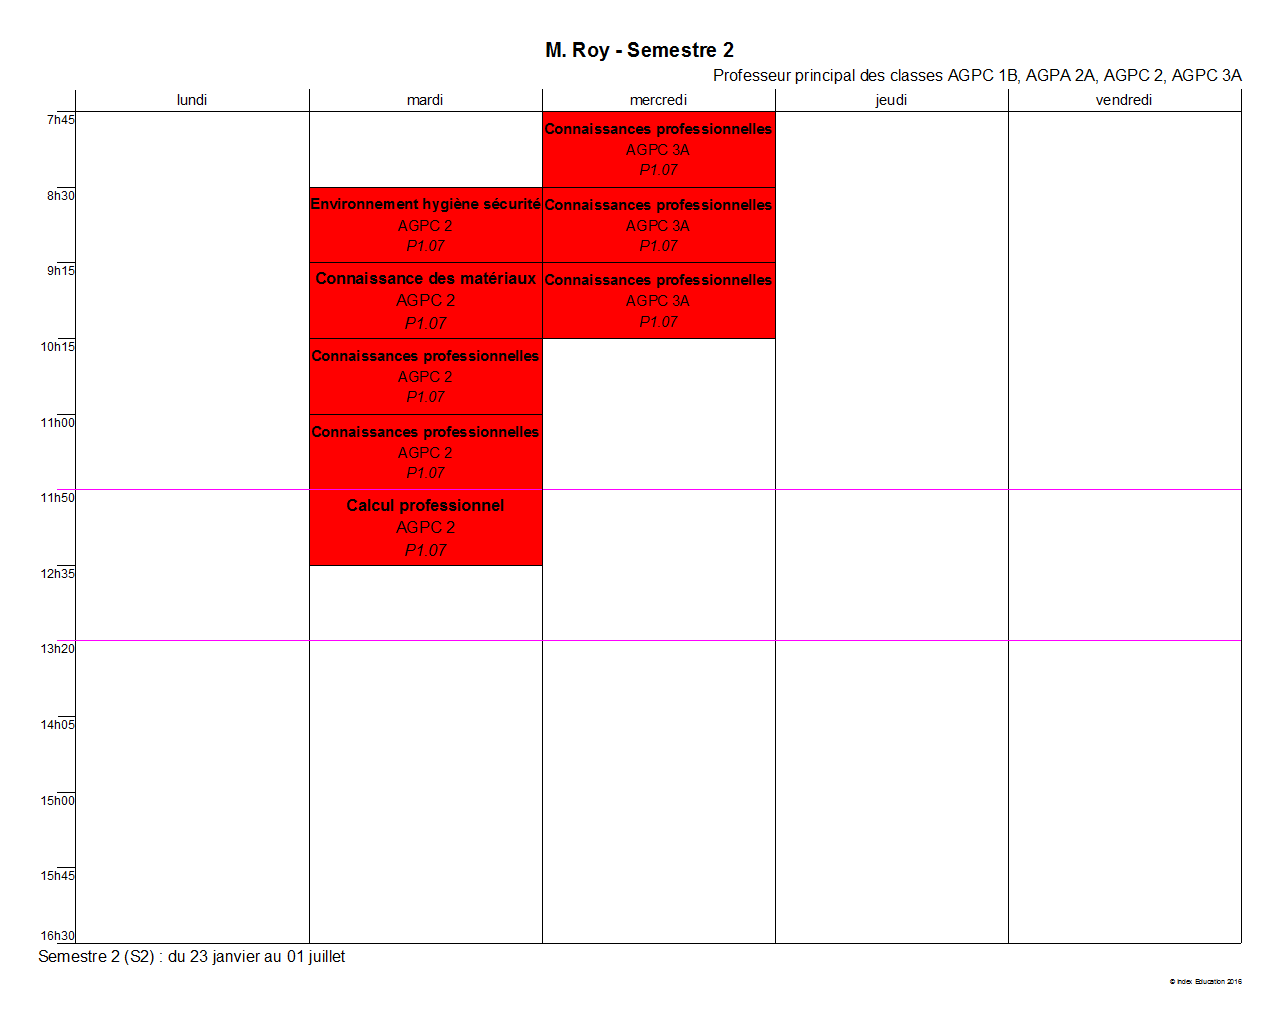 M. Roy - Semestre 2
Professeur principal des classes AGPC 1B, AGPA 2A, AGPC 2, AGPC 3A
lundi mardi mercredi jeudi vendredi
7h45
Connaissances professionnelles
AGPC 3A
P1.07
8h30
Environnement hygiène sécurité Connaissances professionnelles
AGPC 2 AGPC 3A
P1.07 P1.07
9h15
Connaissance des matériaux Connaissances professionnelles
AGPC 2 AGPC 3A
P1.07 P1.07
10h15
Connaissances professionnelles
AGPC 2
P1.07
11h00
Connaissances professionnelles
AGPC 2
P1.07
11h50
Calcul professionnel
AGPC 2
P1.07
12h35
13h20
14h05
15h00
15h45
16h30
Semestre 2 (S2) : du 23 janvier au 01 juillet
© Index Education 2016